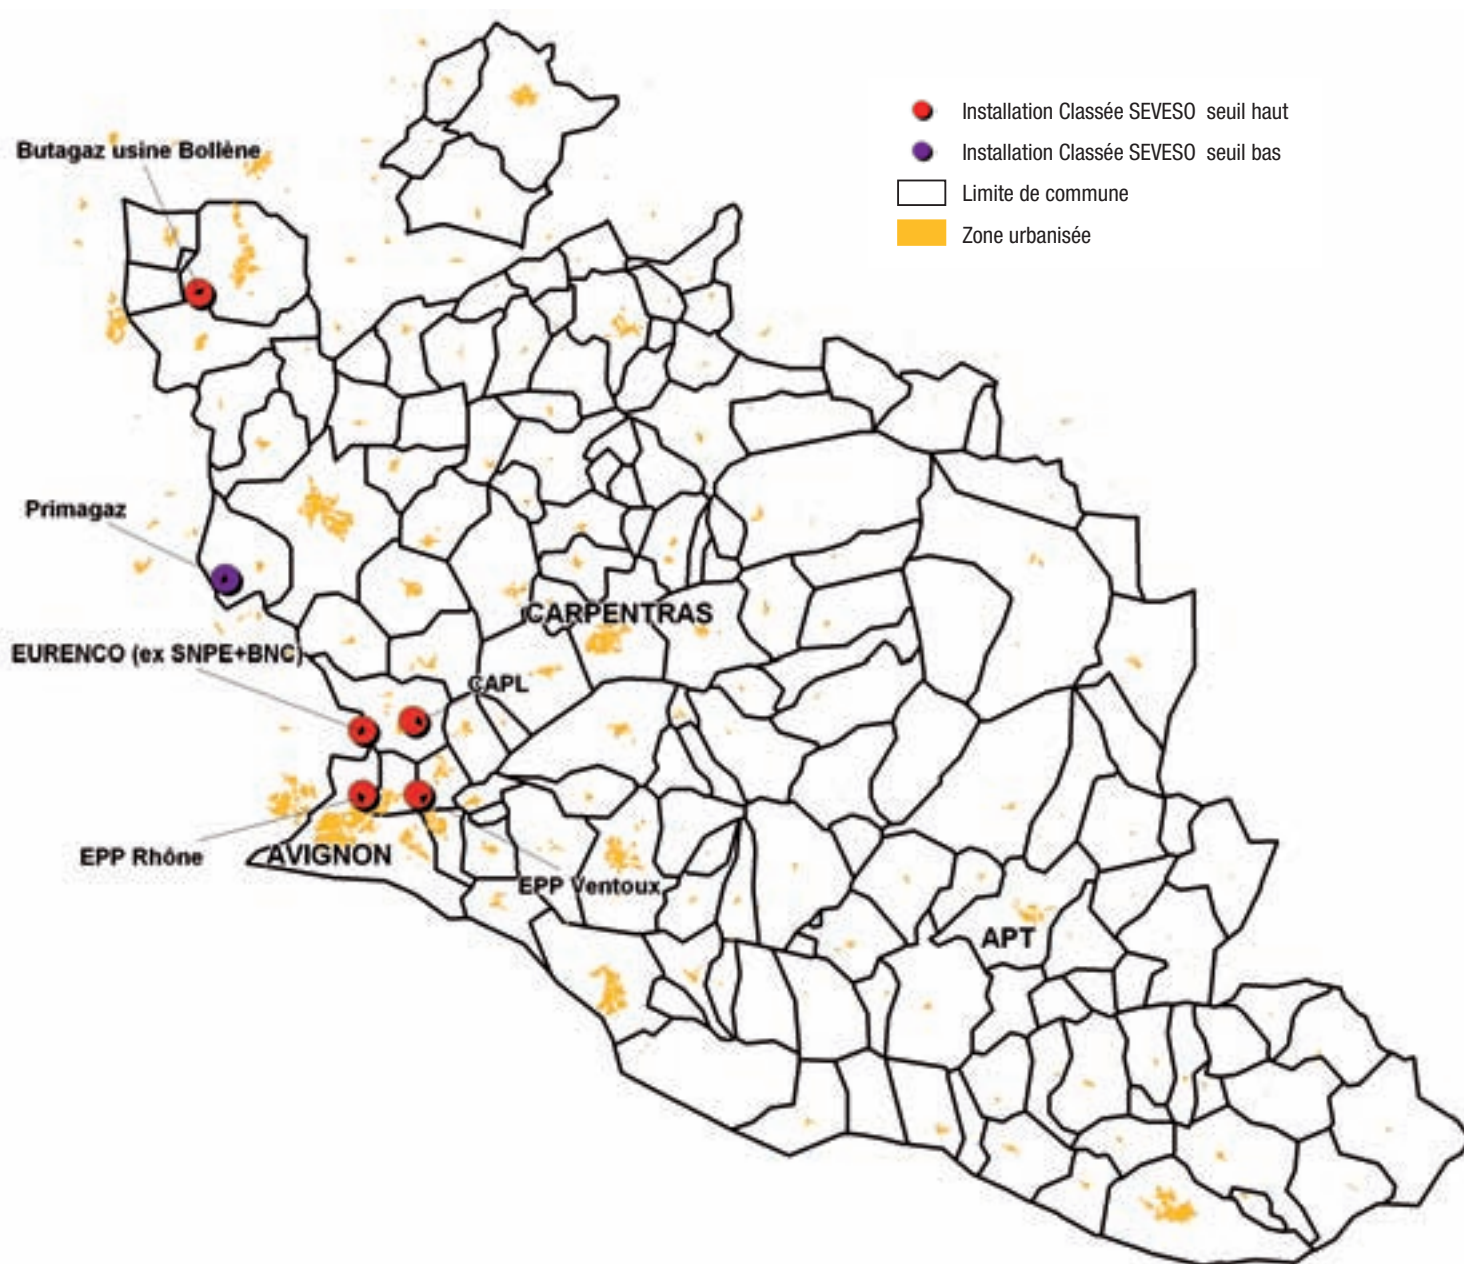 Installation Classée SEVESO seuil haut
Butagaz usine Bollène
Installation Classée SEVESO seuil bas
Limite de commune
Zone urbanisée
Primagaz
CARPENTRAS
EURENCO (ex SNPE+BNC)
CAPL
EPP Rhône
AVIGNON
EPP Ventoux
APT